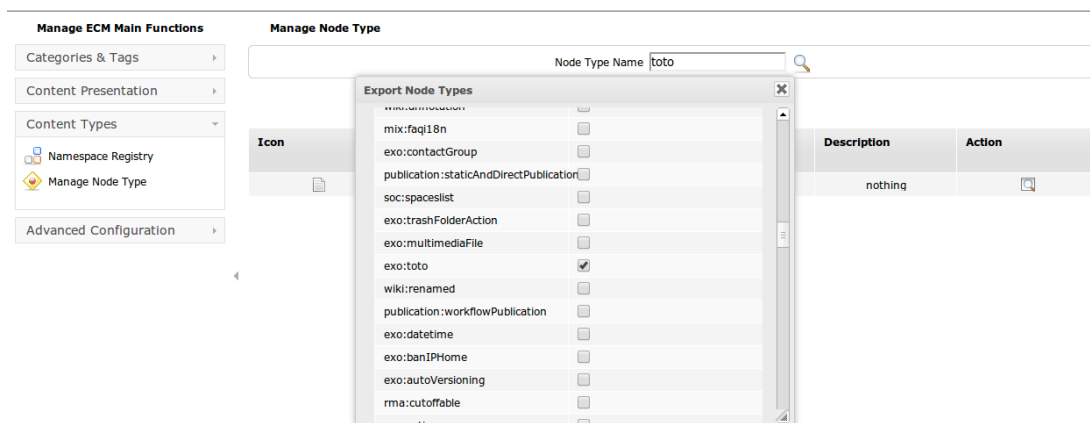 Manage ECM Main Functions
Manage Node Type
Categories & Tags
Content Presentation
Content Types
Namespace Registry
Manage Node Type
Advanced Configuration
Node Type Name toto
Export Node Types
wiki:annotation
mix:faqi18n
exo:contactGroup
publication:staticAndDirectPublication
soc:spaceslist
exo:trashFolderAction
exo:multimediaFile
exo:toto
wiki:renamed
publication:workflowPublication
exo:datetime
exo:banIPHome
exo:autoVersioning
rma:cutoffable
Icon
Description
Action
nothing